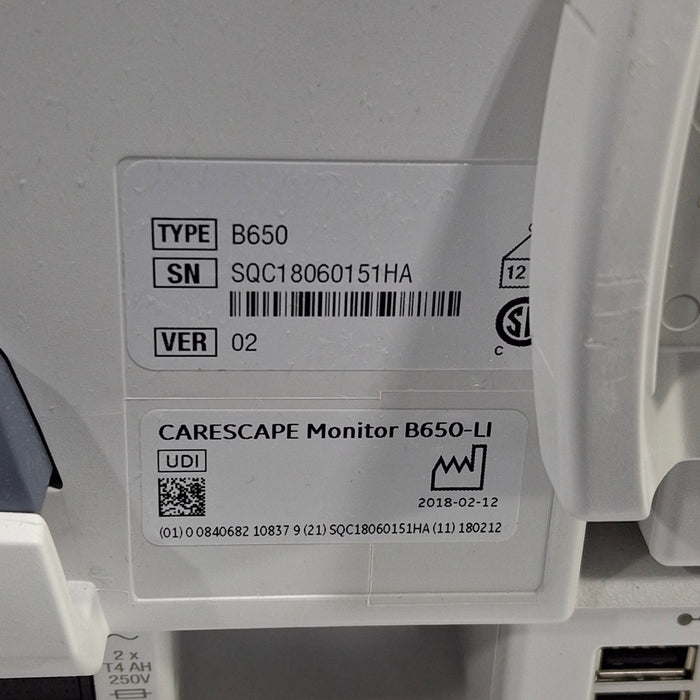 TYPE B650
12
SN SQC18060151HA
VER 02
C
CARESCAPE Monitor B650-LI
UDI
2018-02-12
(01) 0 0840682 10837 9 (21) SQC18060151HA (11) 180212
2 x
T4 AH
250V